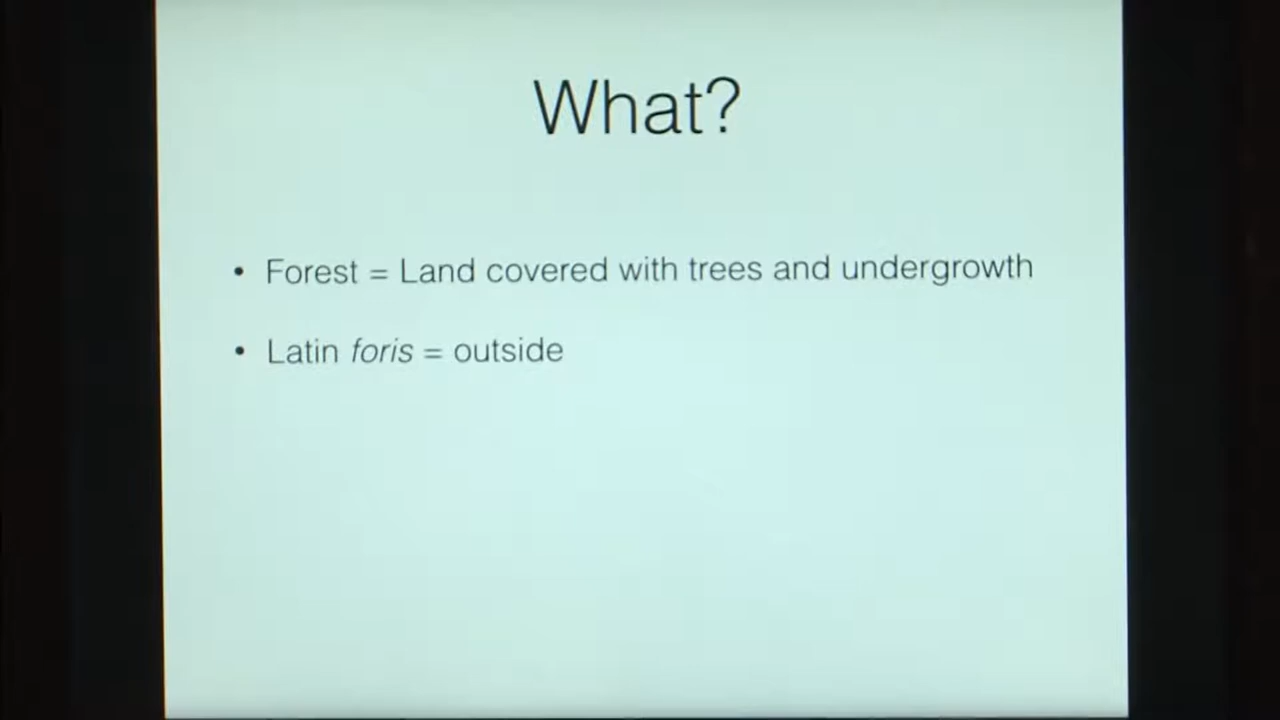 What?
• Forest = Land covered with trees and undergrowth
• Latin foris = outside